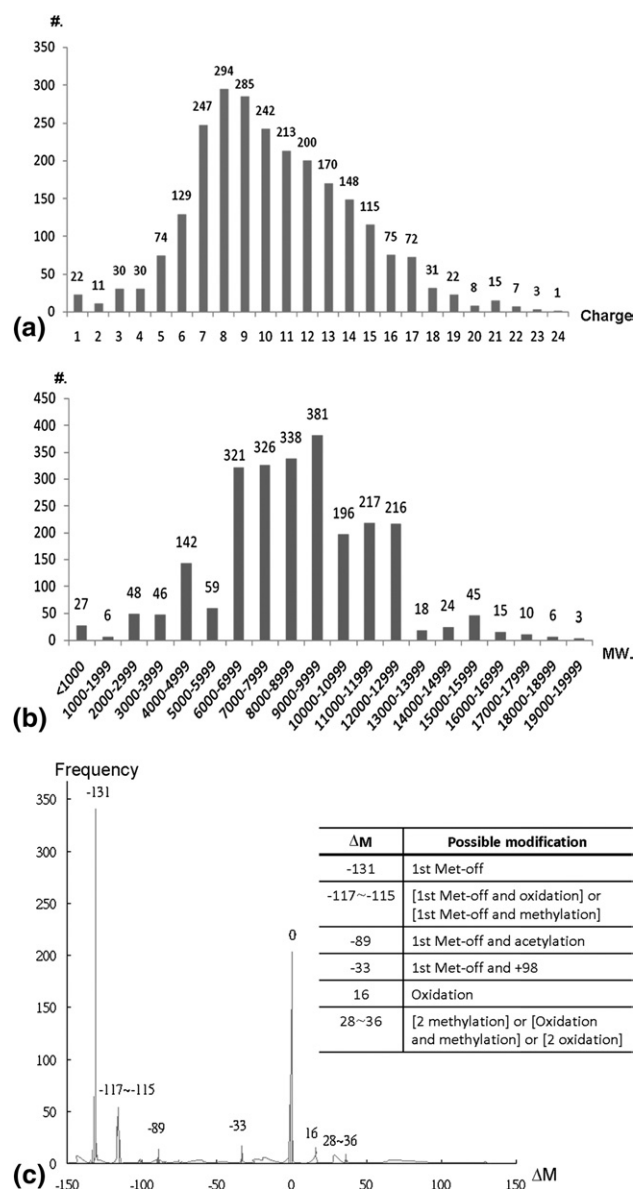 #.
350
300
250
200
150
100
50
0
22 11 30 30 74 129 247 294 285 242 213 200 170 148 115 75 72 31 22 8 15 7 3 1
1 2 3 4 5 6 7 8 9 10 11 12 13 14 15 16 17 18 19 20 21 22 23 24
Charge
(a)
#.
450
400
350
300
250
200
150
100
50
0
27 6 48 46 142 59 321 326 338 381 196 217 216 18 24 45 15 10 6 3
<1000 1000-1999 2000-2999 3000-3999 4000-4999 5000-5999 6000-6999 7000-7999 8000-8999 9000-9999 10000-10999 11000-11999 12000-12999 13000-13999 14000-14999 15000-15999 16000-16999 17000-17999 18000-18999 19000-19999
MW.
(b)
Frequency
350
300
250
200
150
100
50
0
-131
-117~-115
-89
-33
0
16
28~36
-150 -100 -50 0 50 100 150
ΔM
(c)
ΔM Possible modification
-131 1st Met-off
-117~-115 [1st Met-off and oxidation] or
[1st Met-off and methylation]
-89 1st Met-off and acetylation
-33 1st Met-off and +98
16 Oxidation
28~36 [2 methylation] or [Oxidation
and methylation] or [2 oxidation]